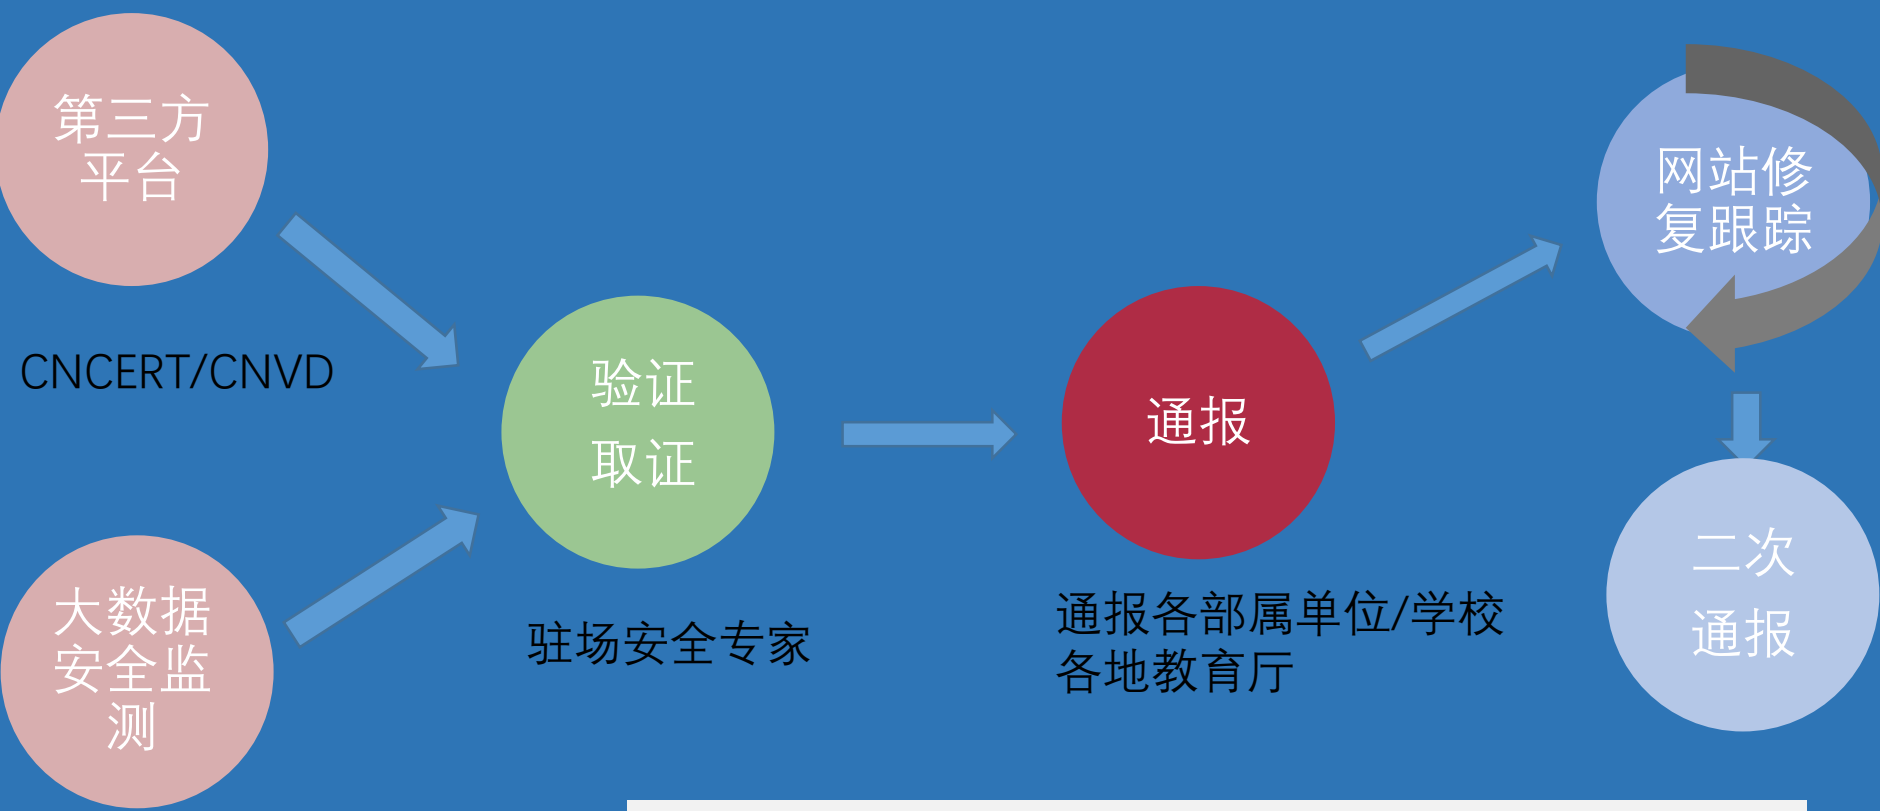 第三方
平台
CNCERT/CNVD
大数据
安全监
测
验证
取证
驻场安全专家
通报
通报各部属单位/学校
各地教育厅
网站修
复跟踪
二次
通报